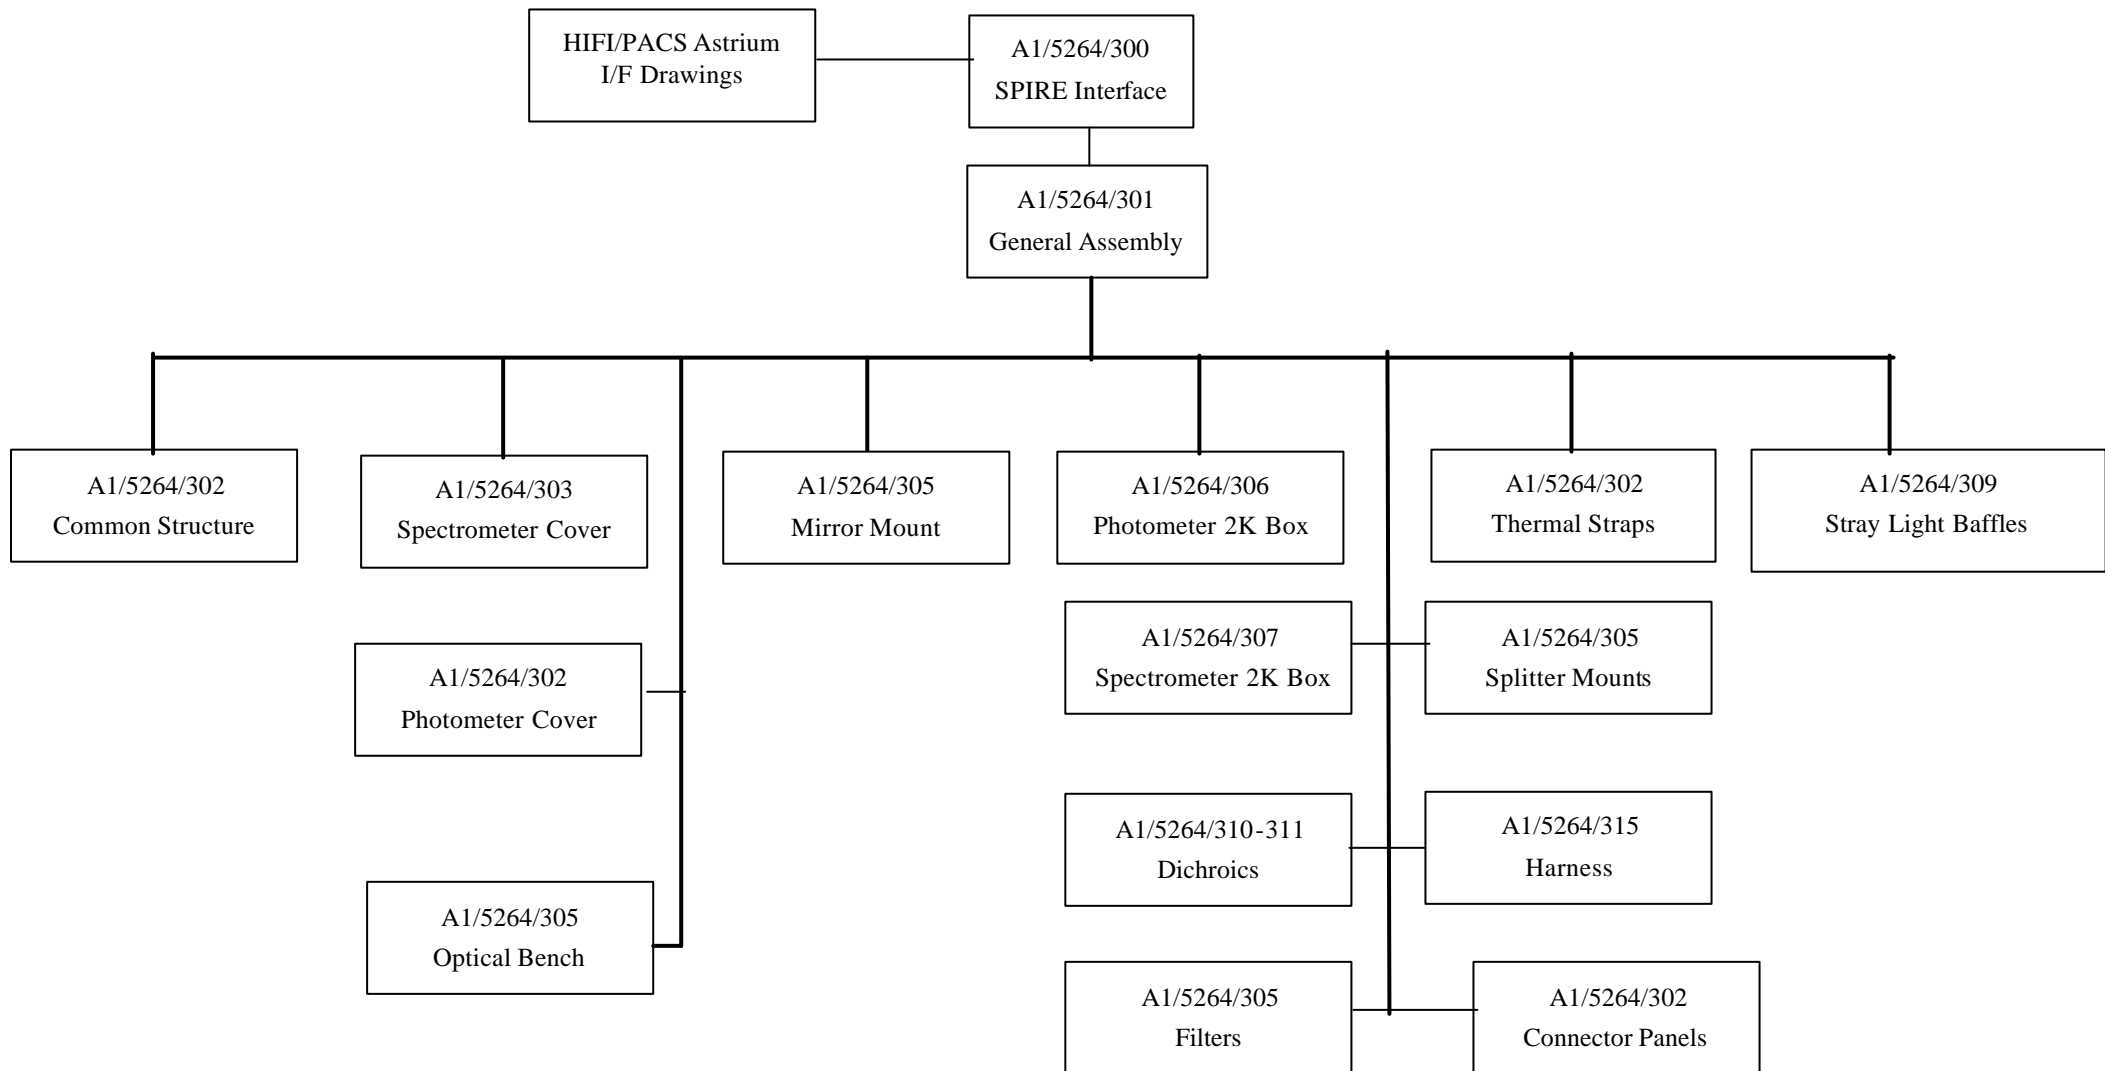 HIFI/PACS Astrium
I/F Drawings
A1/5264/300
SPIRE Interface
A1/5264/301
General Assembly
A1/5264/302
Common Structure
A1/5264/303
Spectrometer Cover
A1/5264/305
Mirror Mount
A1/5264/306
Photometer 2K Box
A1/5264/302
Thermal Straps
A1/5264/309
Stray Light Baffles
A1/5264/302
Photometer Cover
A1/5264/307
Spectrometer 2K Box
A1/5264/305
Splitter Mounts
A1/5264/310-311
Dichroics
A1/5264/315
Harness
A1/5264/305
Optical Bench
A1/5264/305
Filters
A1/5264/302
Connector Panels